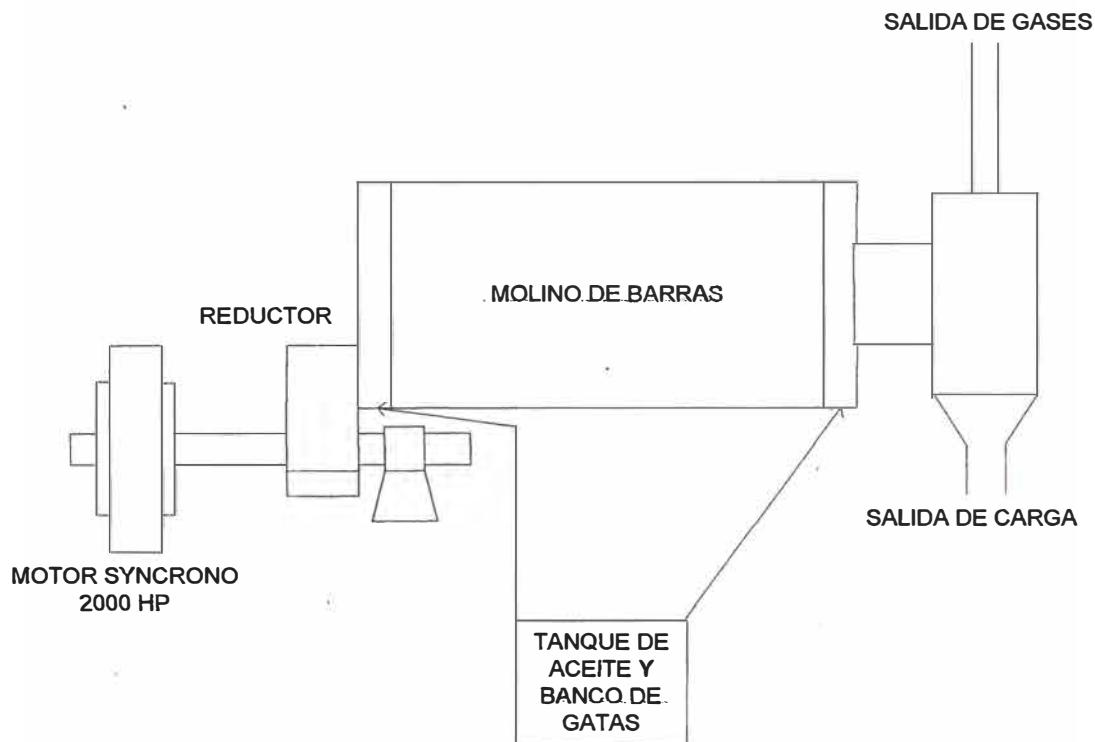 SALIDA DE GASES
MOLINO DE BARRAS
REDUCTOR
SALIDA DE CARGA
MOTOR SYNCRONO
2000 HP
TANQUE DE
ACEITE Y
BANCO DE
GATAS